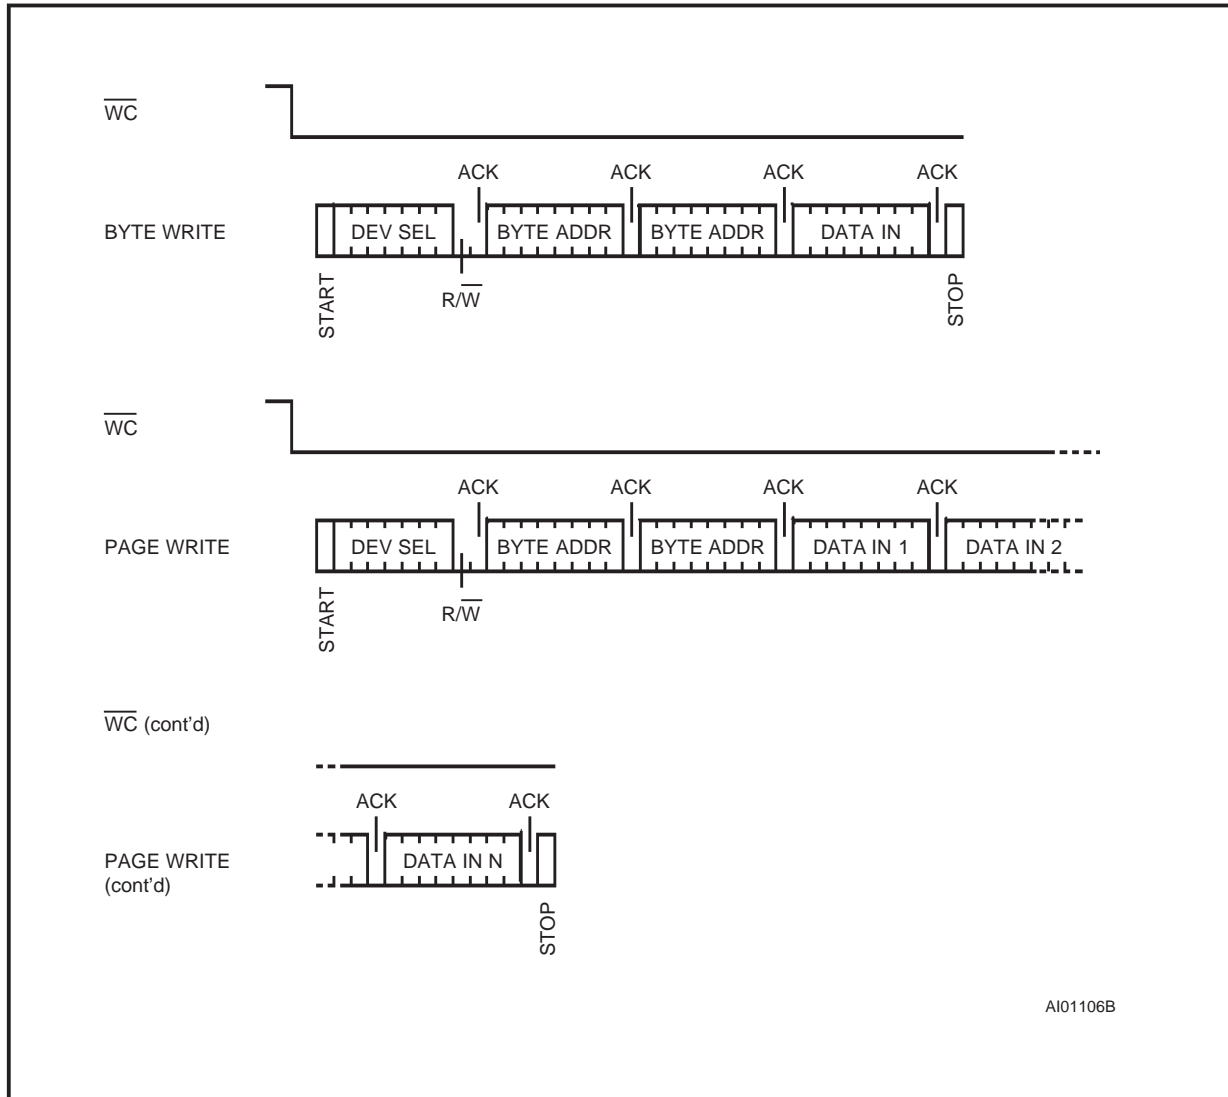 WC
ACK ACK ACK ACK
BYTE WRITE DEV SEL BYTE ADDR BYTE ADDR DATA IN
START R/W STOP
WC
ACK ACK ACK ACK
PAGE WRITE DEV SEL BYTE ADDR BYTE ADDR DATA IN 1 DATA IN 2
START R/W
WC (cont'd)
ACK ACK
PAGE WRITE DATA IN N
(cont'd)
STOP
AI01106B